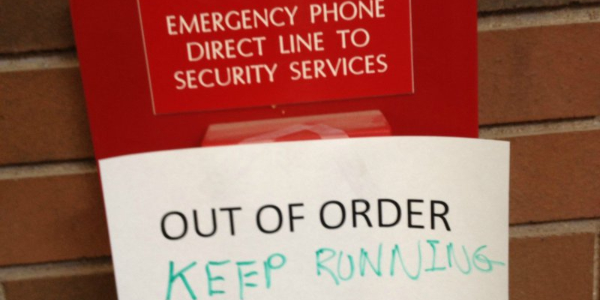 EMERGENCY PHONE
DIRECT LINE TO
SECURITY SERVICES
OUT OF ORDER
KEEP RUNNING